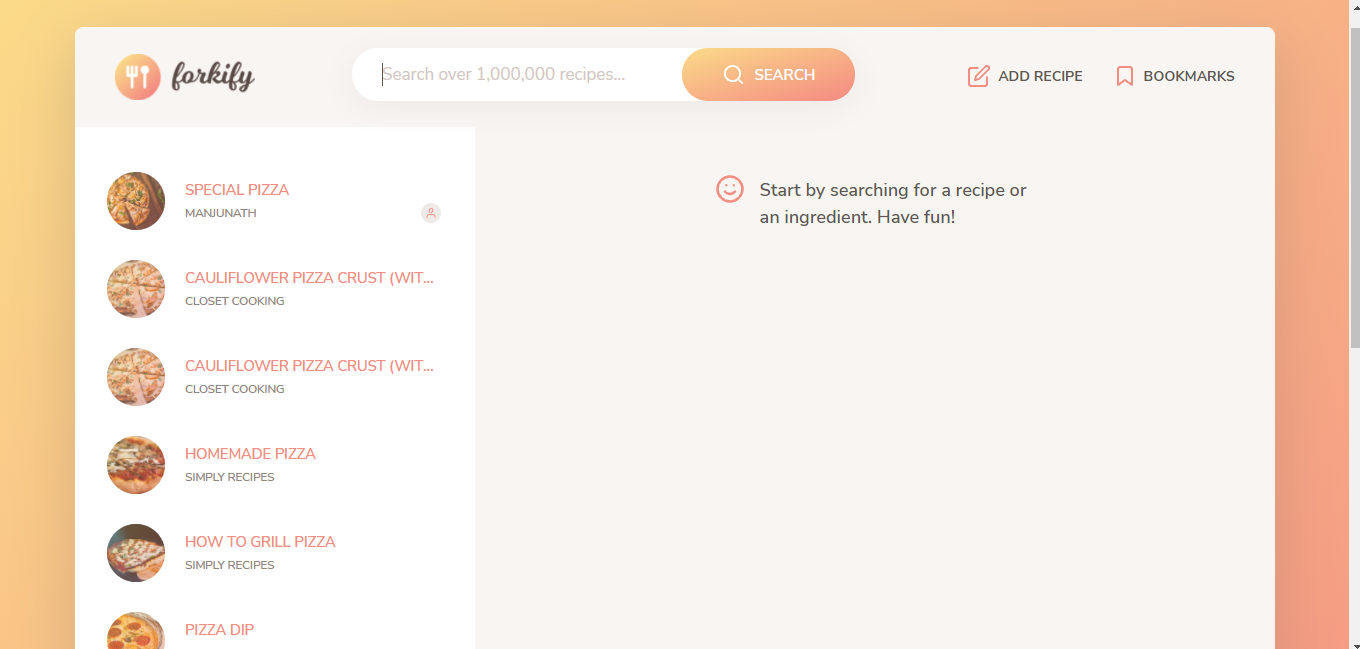 forkify
Search over 1,000,000 recipes...
SEARCH
ADD RECIPE
BOOKMARKS
SPECIAL PIZZA
MANJUNATH
CAULIFLOWER PIZZA CRUST (WIT...
CLOSET COOKING
CAULIFLOWER PIZZA CRUST (WIT...
CLOSET COOKING
HOMEMADE PIZZA
SIMPLY RECIPES
HOW TO GRILL PIZZA
SIMPLY RECIPES
PIZZA DIP
Start by searching for a recipe or
an ingredient. Have fun!